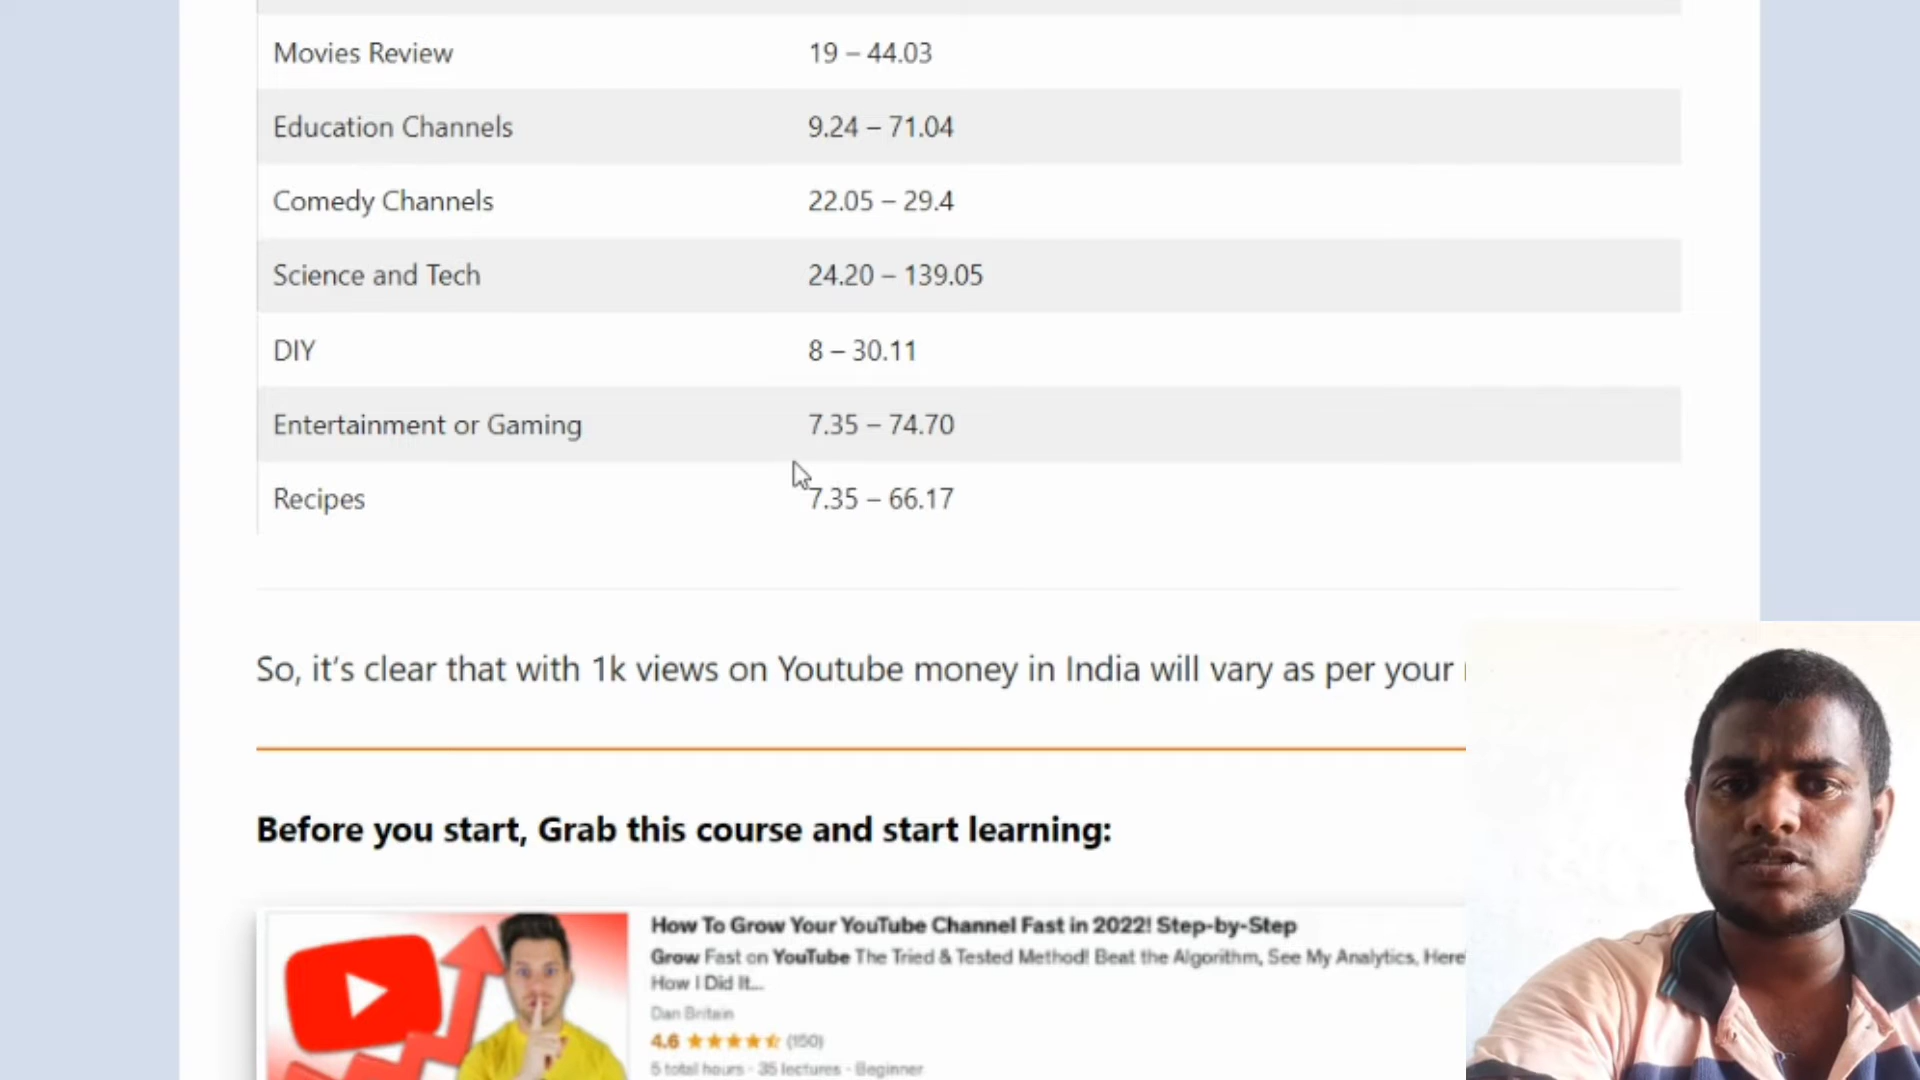 Movies Review 19 – 44.03
Education Channels 9.24 – 71.04
Comedy Channels 22.05 – 29.4
Science and Tech 24.20 – 139.05
DIY 8 – 30.11
Entertainment or Gaming 7.35 – 74.70
Recipes 7.35 – 66.17
So, it's clear that with 1k views on Youtube money in India will vary as per your
Before you start, Grab this course and start learning:
How To Grow Your YouTube Channel Fast in 2022! Step-by-Step
Grow Fast on YouTube The Tried & Tested Method! Beat the Algorithm, See My Analytics, Here
How I Did It...
Dan Britain
4.6 (150)
5 total hours · 35 lectures · Beginner